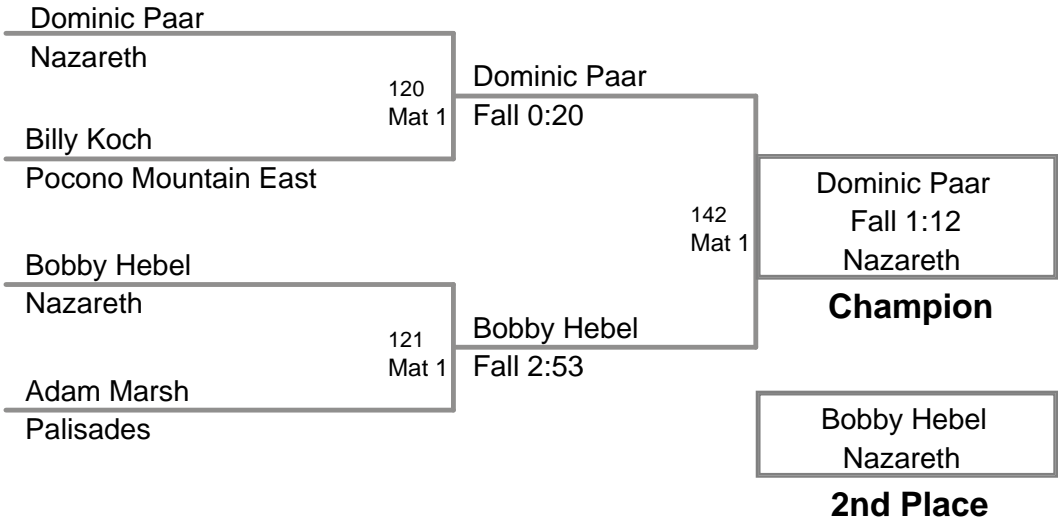 Dominic Paar
Nazareth
120
Mat 1
Billy Koch
Pocono Mountain East
Bobby Hebel
Nazareth
121
Mat 1
Adam Marsh
Palisades
Dominic Paar
Fall 0:20
142
Mat 1
Bobby Hebel
Fall 2:53
Dominic Paar
Fall 1:12
Nazareth
Champion
Bobby Hebel
Nazareth
2nd Place